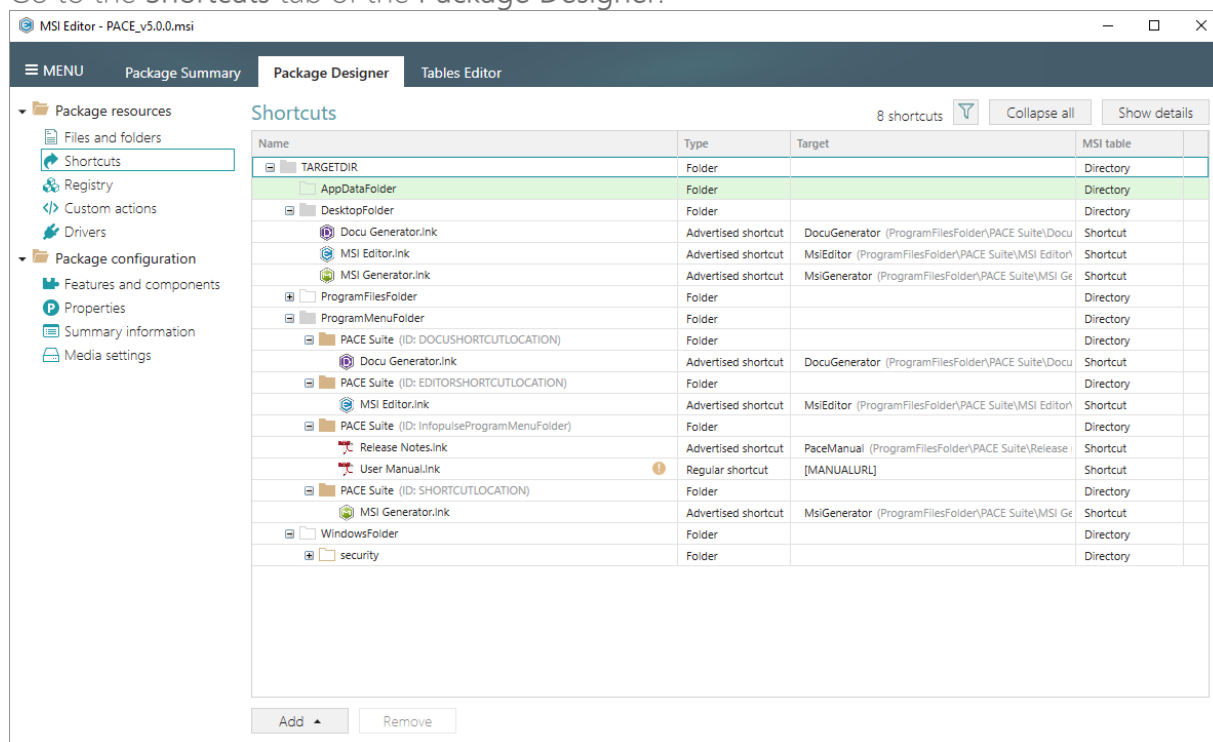 Go to the Shortcuts tab of the Package Designer.
MSI Editor - PACE_v5.0.0.msi
MENU Package Summary Package Designer Tables Editor
Package resources
Files and folders
Shortcuts
Registry
Custom actions
Drivers
Package configuration
Features and components
Properties
Summary information
Media settings
Shortcuts 8 shortcuts Collapse all Show details
Name Type Target MSI table
TARGETDIR Folder Directory
AppDataFolder Folder Directory
DesktopFolder Folder Directory
Docu Generator.lnk Advertised shortcut DocuGenerator (ProgramFilesFolder\PACE Suite\Docu Shortcut
MSI Editor.lnk Advertised shortcut MsiEditor (ProgramFilesFolder\PACE Suite\MSI Editor\ Shortcut
MSI Generator.lnk Advertised shortcut MsiGenerator (ProgramFilesFolder\PACE Suite\MSI Ge Shortcut
ProgramFilesFolder Folder Directory
ProgramMenuFolder Folder Directory
PACE Suite (ID: DOCUSHORTCUTLOCATION) Folder Directory
Docu Generator.lnk Advertised shortcut DocuGenerator (ProgramFilesFolder\PACE Suite\Docu Shortcut
PACE Suite (ID: EDITORSHORTCUTLOCATION) Folder Directory
MSI Editor.lnk Advertised shortcut MsiEditor (ProgramFilesFolder\PACE Suite\MSI Editor\ Shortcut
PACE Suite (ID: InfopulseProgramMenuFolder) Folder Directory
Release Notes.lnk Advertised shortcut PaceManual (ProgramFilesFolder\PACE Suite\Release Shortcut
User Manual.lnk Regular shortcut [MANUALURL] Shortcut
PACE Suite (ID: SHORTCUTLOCATION) Folder Directory
MSI Generator.lnk Advertised shortcut MsiGenerator (ProgramFilesFolder\PACE Suite\MSI Ge Shortcut
WindowsFolder Folder Directory
security Folder Directory
Add Remove